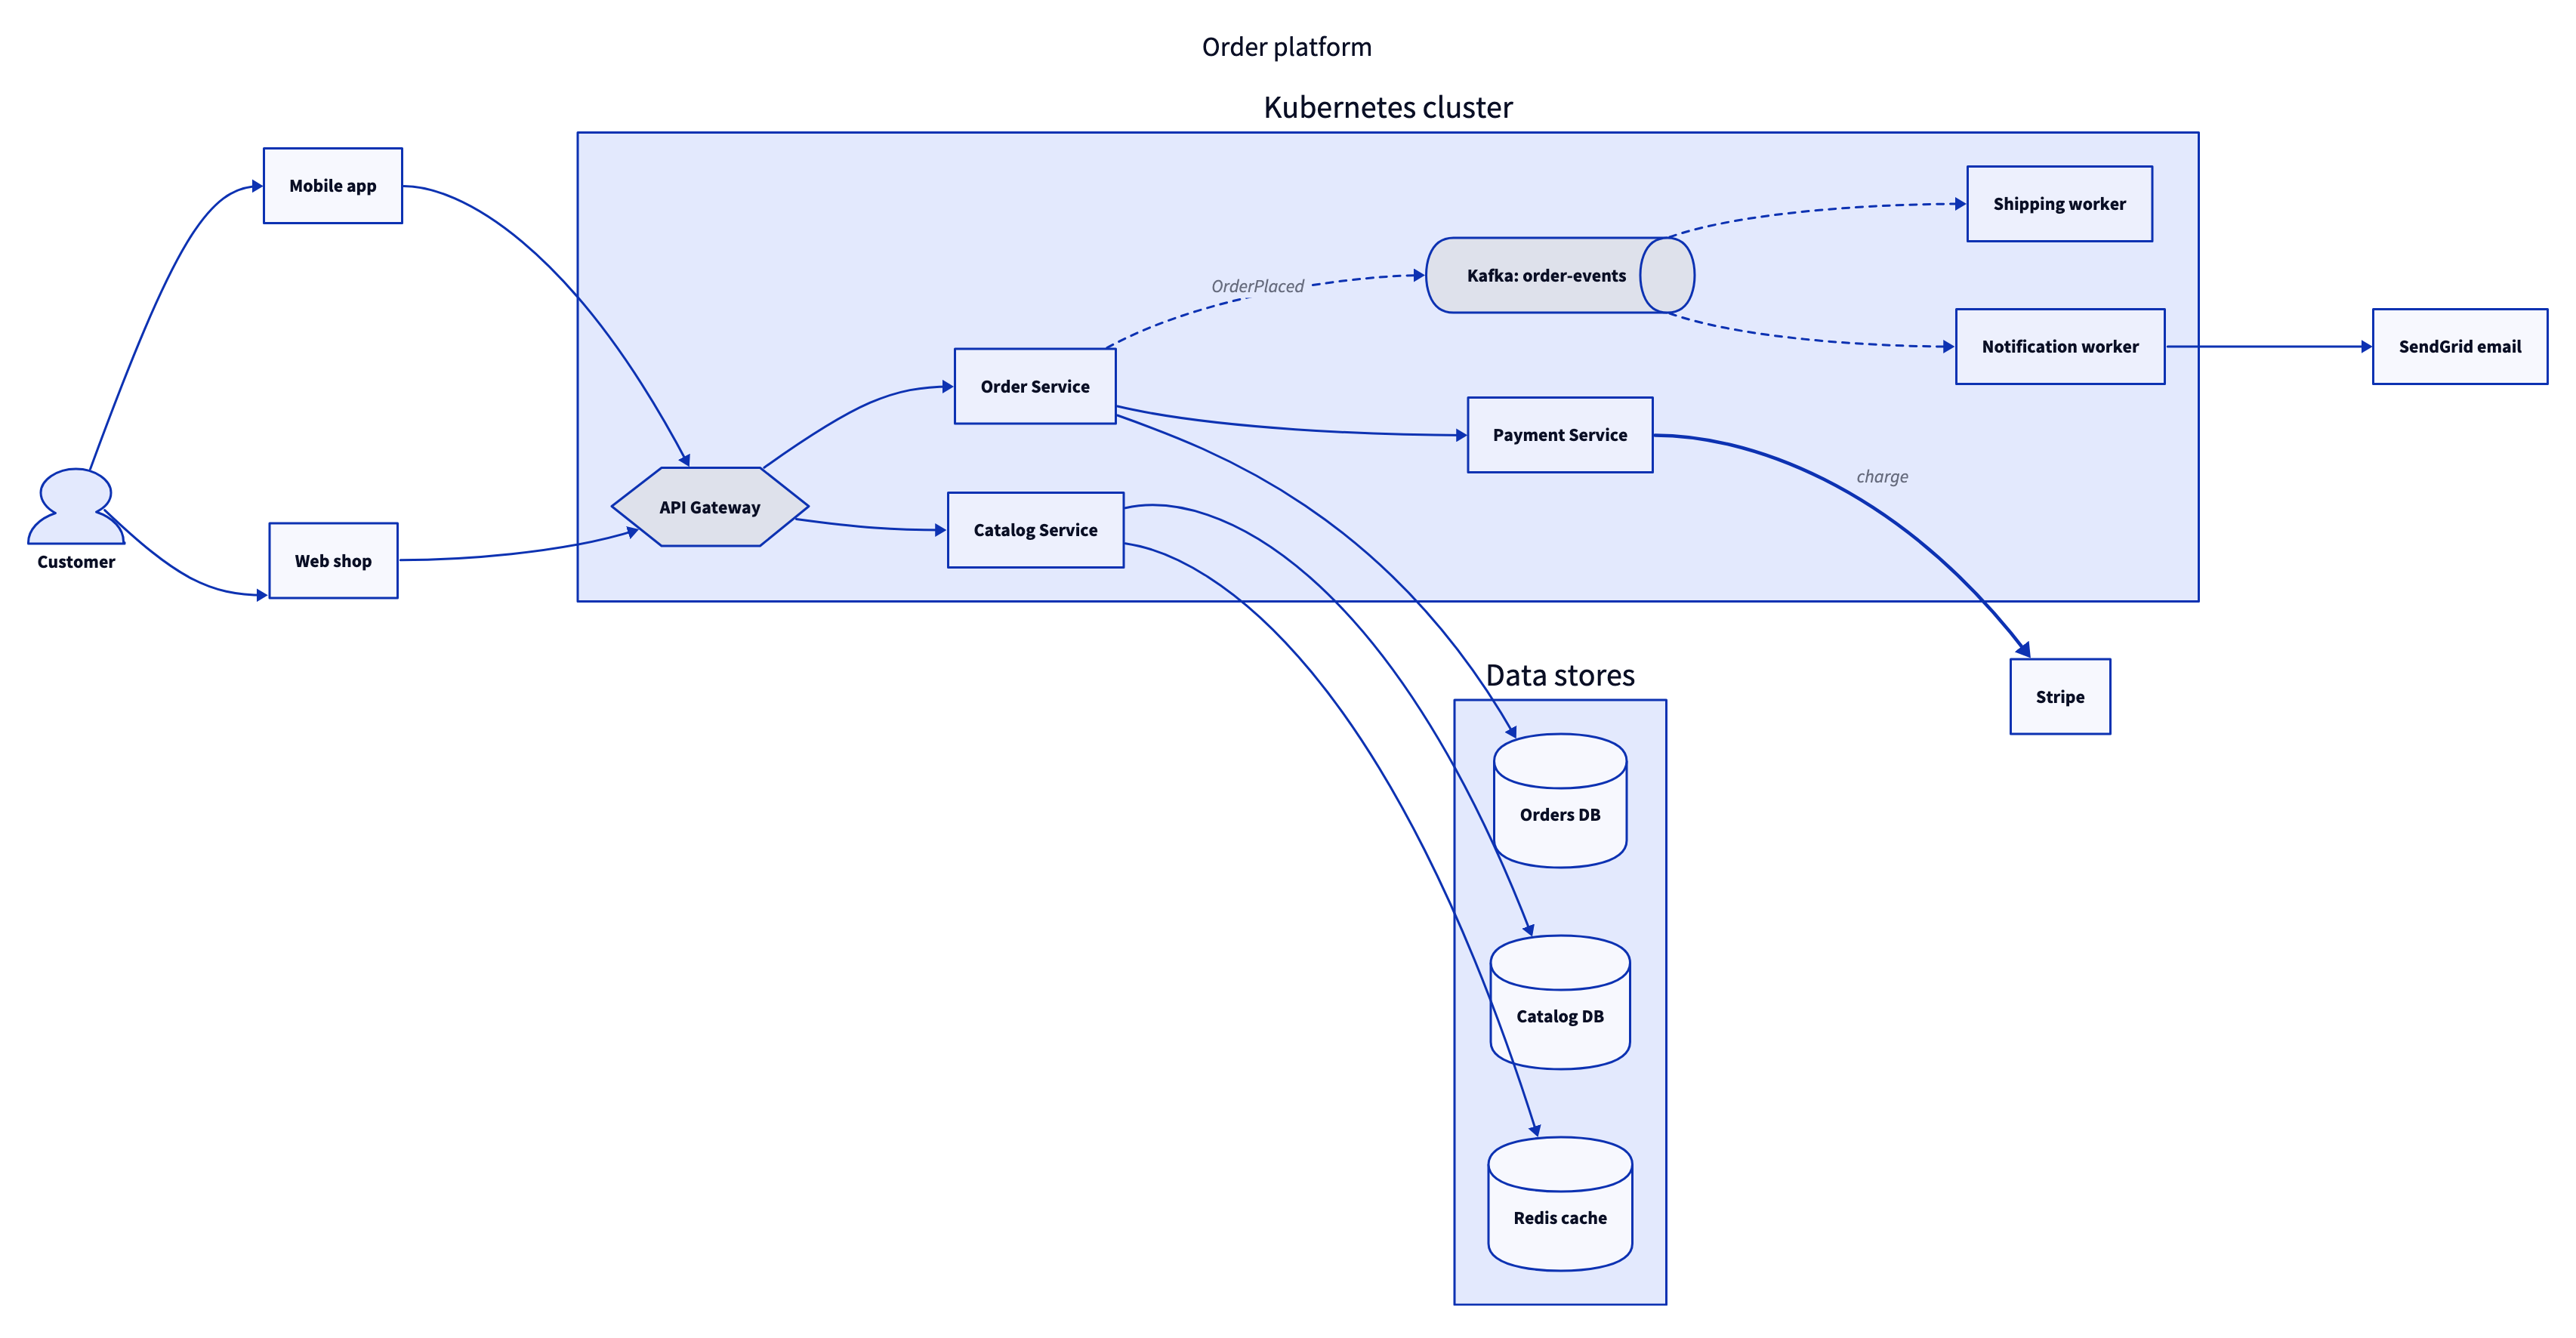 Order platform
Kubernetes cluster
Mobile app
Shipping worker
Kafka: order-events
OrderPlaced
Notification worker
SendGrid email
Order Service
Payment Service
charge
API Gateway
Catalog Service
Customer
Web shop
Data stores
Stripe
Orders DB
Catalog DB
Redis cache